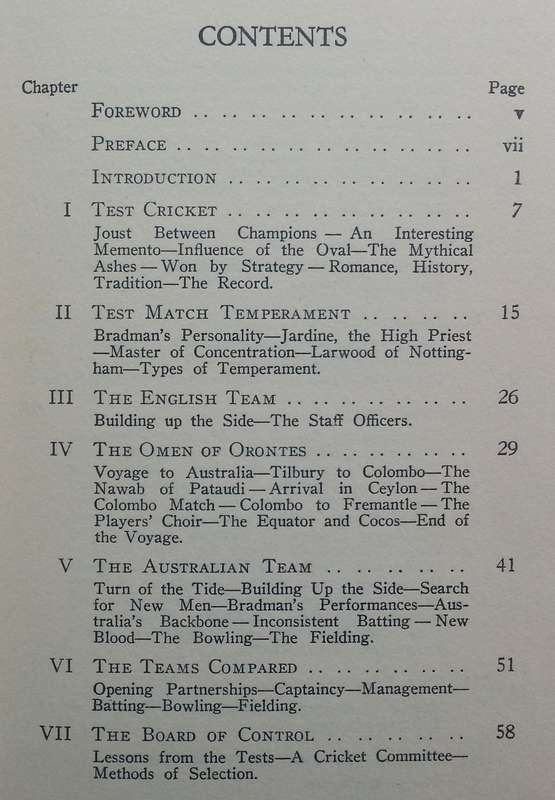 CONTENTS
Chapter Page
FOREWORD .. .. .. .. .. .. .. .. .. .. v
PREFACE .. .. .. .. .. .. .. .. .. .. vii
INTRODUCTION .. .. .. .. .. .. .. .. .. 1
I TEST CRICKET .. .. .. .. .. .. .. .. .. 7
Joust Between Champions — An Interesting
Memento—Influence of the Oval—The Mythical
Ashes — Won by Strategy — Romance, History,
Tradition—The Record.
II TEST MATCH TEMPERAMENT .. .. .. .. 15
Bradman's Personality—Jardine, the High Priest
—Master of Concentration—Larwood of Notting-
ham—Types of Temperament.
III THE ENGLISH TEAM .. .. .. .. .. .. .. 26
Building up the Side—The Staff Officers.
IV THE OMEN OF ORONTES .. .. .. .. .. .. 29
Voyage to Australia—Tilbury to Colombo—The
Nawab of Pataudi — Arrival in Ceylon — The
Colombo Match — Colombo to Fremantle — The
Players' Choir—The Equator and Cocos—End of
the Voyage.
V THE AUSTRALIAN TEAM .. .. .. .. .. 41
Turn of the Tide—Building Up the Side—Search
for New Men—Bradman's Performances—Aus-
tralia's Backbone — Inconsistent Batting — New
Blood—The Bowling—The Fielding.
VI THE TEAMS COMPARED .. .. .. .. .. .. 51
Opening Partnerships—Captaincy—Management—
Batting—Bowling—Fielding.
VII THE BOARD OF CONTROL .. .. .. .. .. 58
Lessons from the Tests—A Cricket Committee—
Methods of Selection.